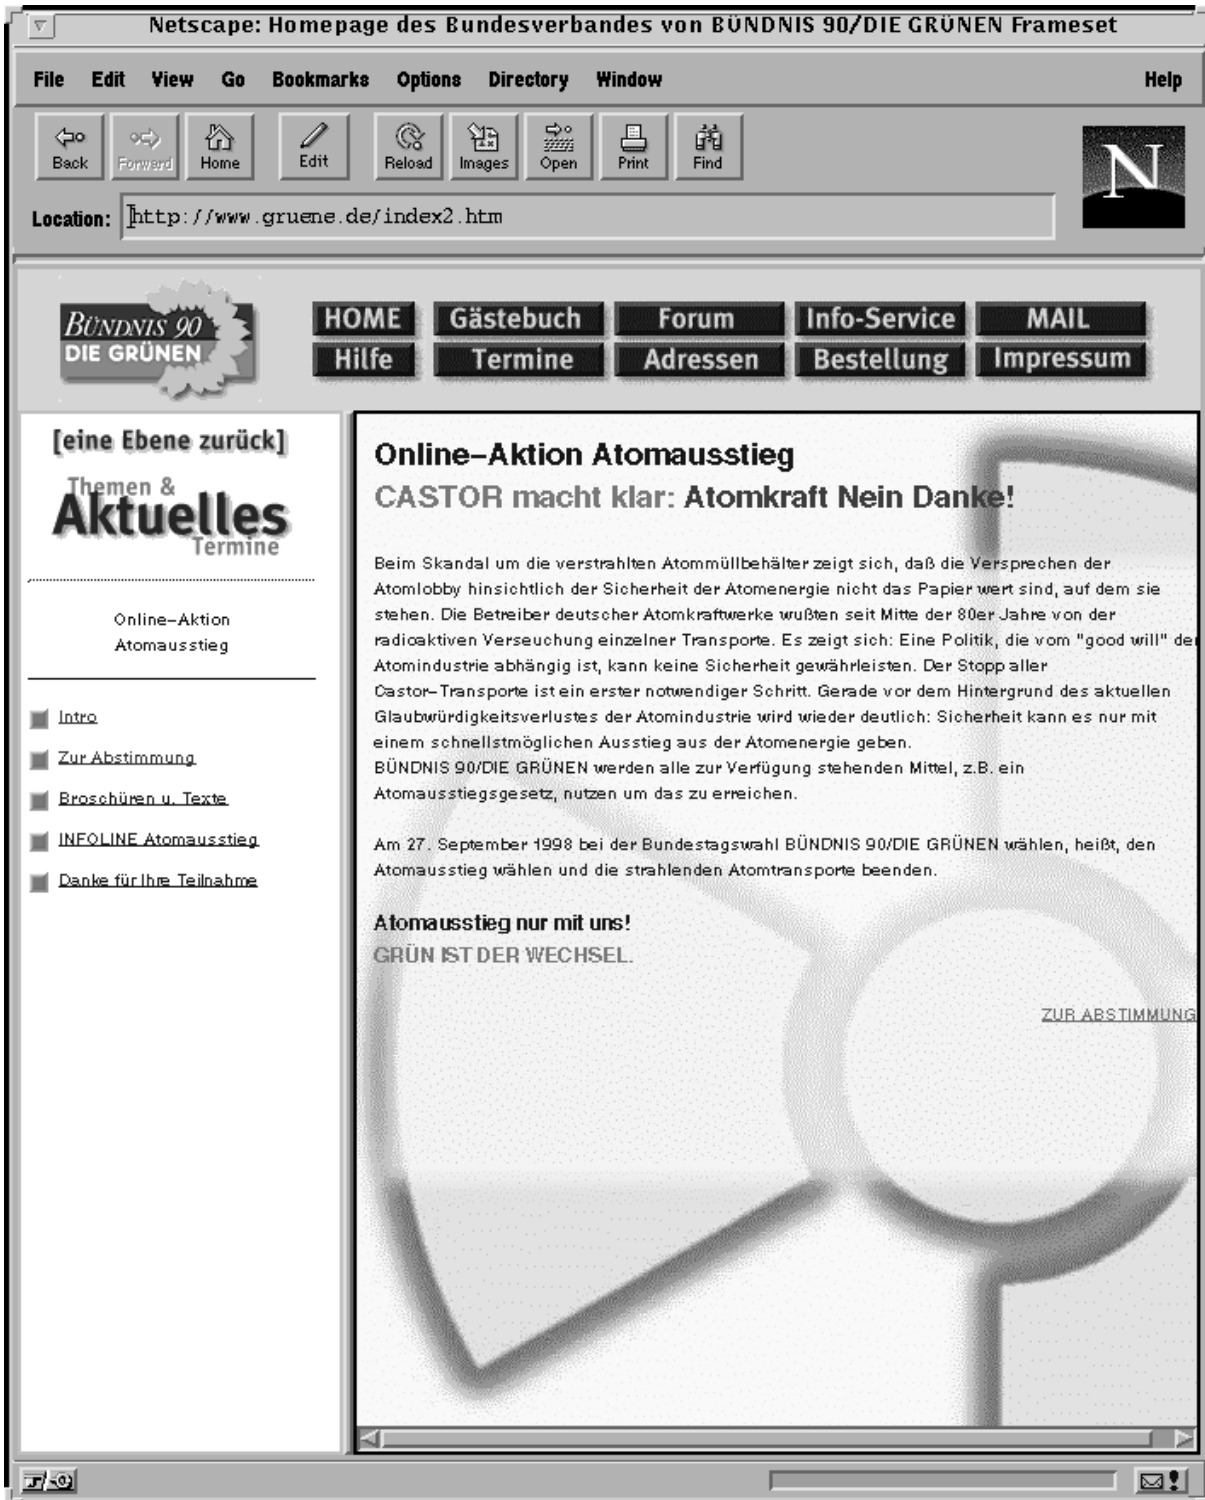 Netscape: Homepage des Bundesverbandes von BÜNDNIS 90/DIE GRÜNEN Frameset
File Edit View Go Bookmarks Options Directory Window Help
Back Forward Home Edit Reload Images Open Print Find
N
Location: http://www.gruene.de/index2.htm
BÜNDNIS 90
DIE GRÜNEN
HOME Gästebuch Forum Info-Service MAIL
Hilfe Termine Adressen Bestellung Impressum
[eine Ebene zurück]
Themen &
Aktuelles
Termine
Online-Aktion
Atomausstieg
Intro
Zur Abstimmung
Broschüren u. Texte
INFOLINE Atomausstieg
Danke für Ihre Teilnahme
Online-Aktion Atomausstieg
CASTOR macht klar: Atomkraft Nein Danke!
Beim Skandal um die verstrahlten Atommüllbehälter zeigt sich, daß die Versprechen der
Atomlobby hinsichtlich der Sicherheit der Atomenergie nicht das Papier wert sind, auf dem sie
stehen. Die Betreiber deutscher Atomkraftwerke wußten seit Mitte der 80er Jahre von der
radioaktiven Verseuchung einzelner Transporte. Es zeigt sich: Eine Politik, die vom "good will" der
Atomindustrie abhängig ist, kann keine Sicherheit gewährleisten. Der Stopp aller
Castor-Transporte ist ein erster notwendiger Schritt. Gerade vor dem Hintergrund des aktuellen
Glaubwürdigkeitsverlustes der Atomindustrie wird wieder deutlich: Sicherheit kann es nur mit
einem schnellstmöglichen Ausstieg aus der Atomenergie geben.
BÜNDNIS 90/DIE GRÜNEN werden alle zur Verfügung stehenden Mittel, z.B. ein
Atomausstiegsgesetz, nutzen um das zu erreichen.
Am 27. September 1998 bei der Bundestagswahl BÜNDNIS 90/DIE GRÜNEN wählen, heißt, den
Atomausstieg wählen und die strahlenden Atomtransporte beenden.
Atomausstieg nur mit uns!
GRÜN IST DER WECHSEL.
ZUR ABSTIMMUNG